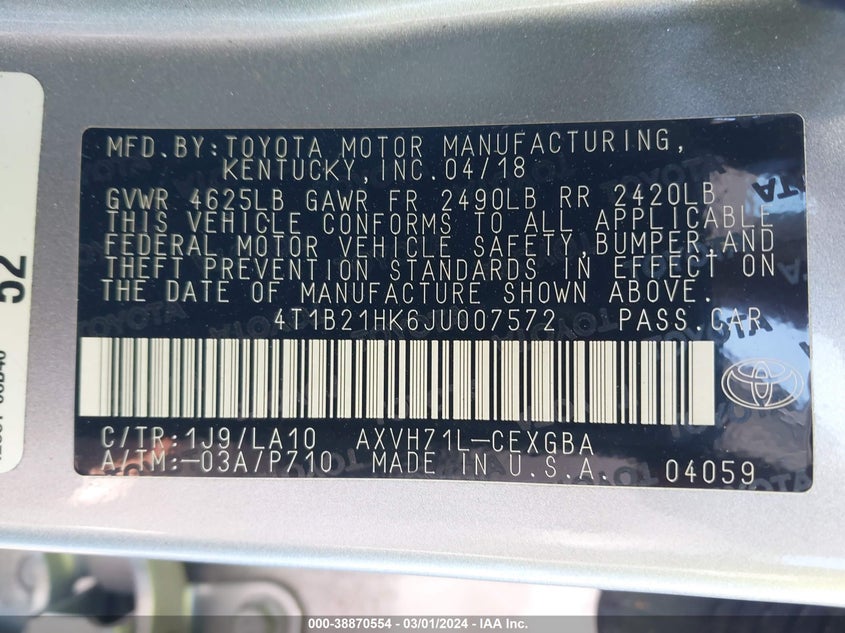 MFD.BY:TOYOTA MOTOR MANUFACTURING,
KENTUCKY,INC.04/18
GVWR 4625LB GAWR FR 2490LB RR 2420LB
THIS VEHICLE CONFORMS TO ALL APPLICABLE
FEDERAL MOTOR VEHICLE SAFETY,BUMPER,AND
THEFT PREVENTION STANDARDS IN EFFECT ON
THE DATE OF MANUFACTURE SHOWN ABOVE.
4T1B21HK6JU007572 PASS.CAR
C/TR:1J9/LA10 AXVH71L-CEXGBA
A/TM:-03A/P710 MADE IN U.S.A. 04059
52
000-38870554 - 03/01/2024 - IAA Inc.